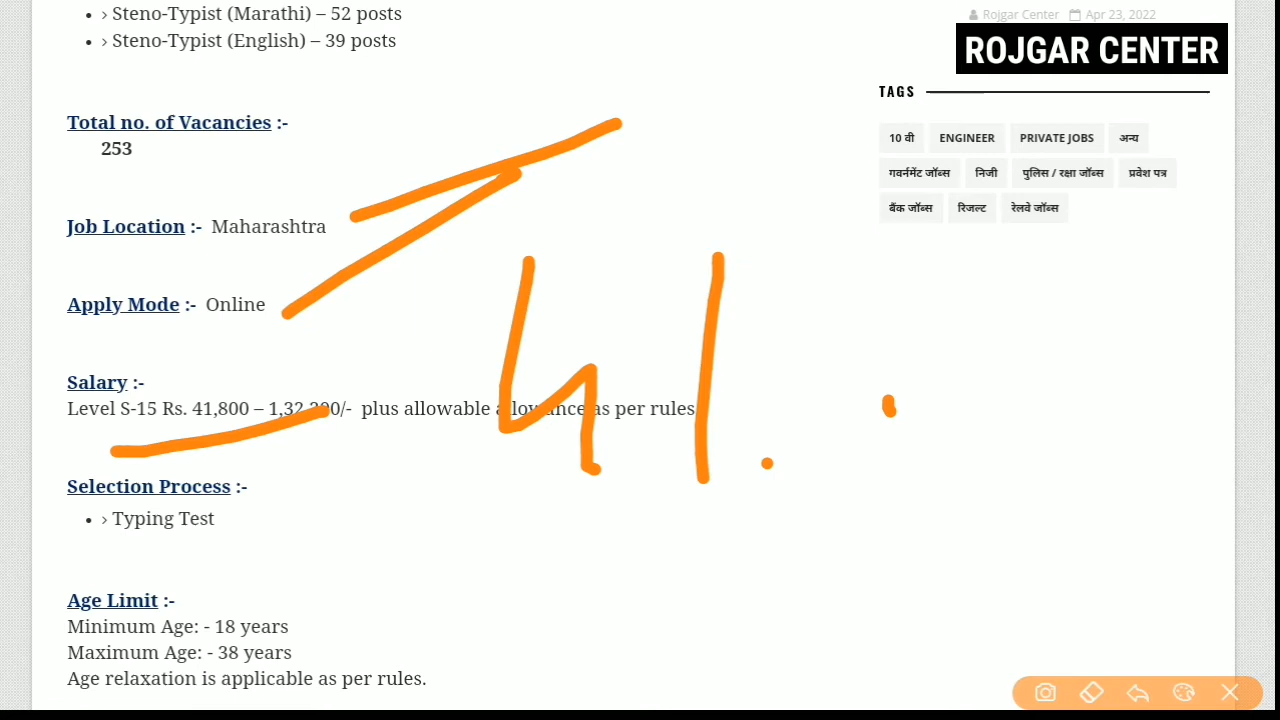 › Steno-Typist (Marathi) – 52 posts
› Steno-Typist (English) – 39 posts
Total no. of Vacancies :-
253
Job Location :- Maharashtra
Apply Mode :- Online
Salary :-
Level S-15 Rs. 41,800 – 1,32,300/- plus allowable allowance as per rules
Selection Process :-
› Typing Test
Age Limit :-
Minimum Age: - 18 years
Maximum Age: - 38 years
Age relaxation is applicable as per rules.
41.
Rojgar Center Apr 23, 2022
ROJGAR CENTER
TAGS
10 वी ENGINEER PRIVATE JOBS अन्य
गवर्नमेंट जॉब्स निजी पुलिस / रक्षा जॉब्स प्रवेश पत्र
बैंक जॉब्स रिजल्ट रेलवे जॉब्स